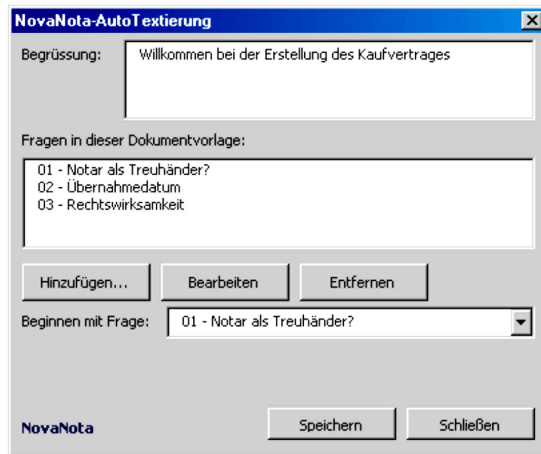 NovaNota-AutoTextierung
Begrüssung:
Willkommen bei der Erstellung des Kaufvertrages
Fragen in dieser Dokumentvorlage:
01 - Notar als Treuhänder?
02 - Übernahmedatum
03 - Rechtswirksamkeit
Hinzufügen... Bearbeiten Entfernen
Beginnen mit Frage: 01 - Notar als Treuhänder?
NovaNota Speichern Schließen